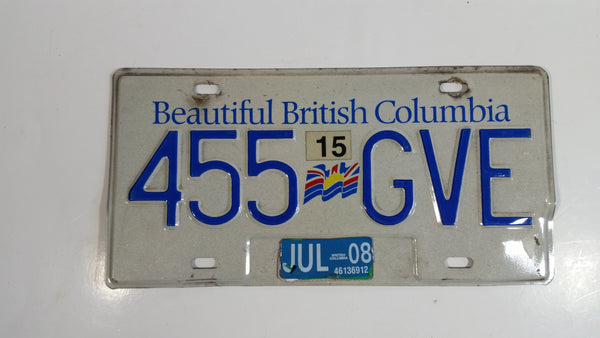 Beautiful British Columbia
455 15 GVE
JUL BRITISH COLUMBIA 08
46136912